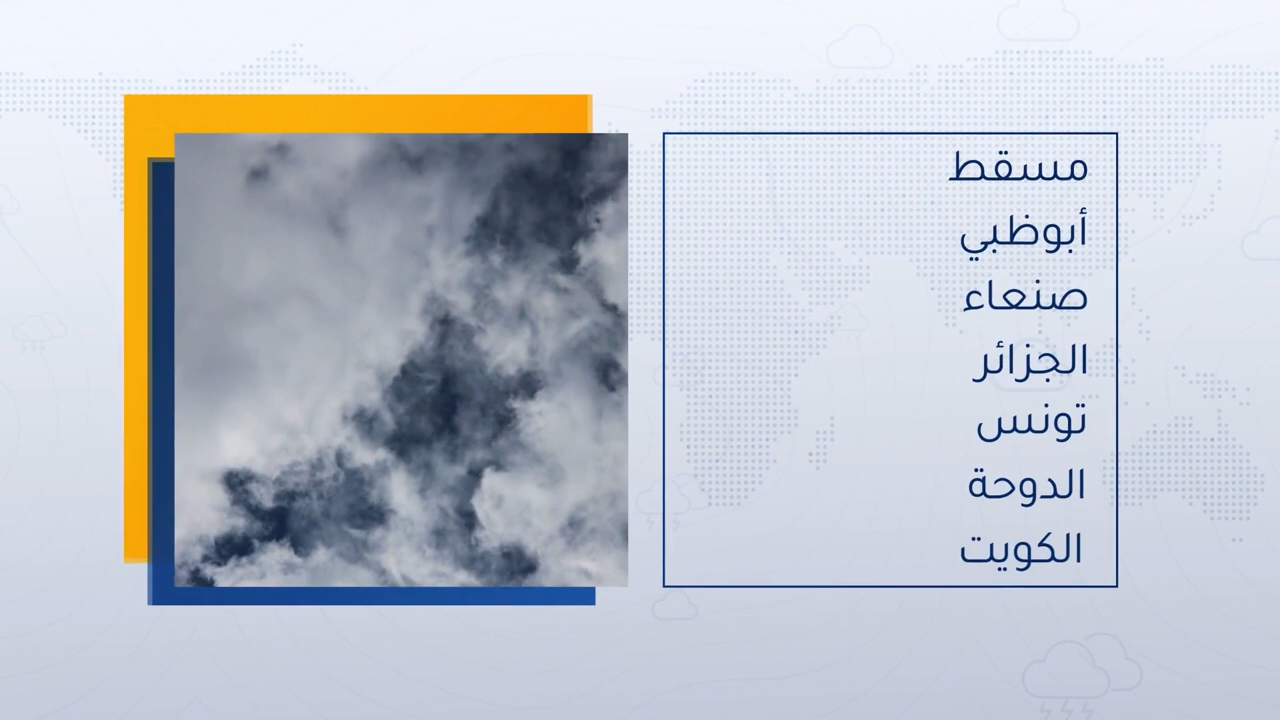 مسقط
أبوظبي
صنعاء
الجزائر
تونس
الدوحة
الكويت